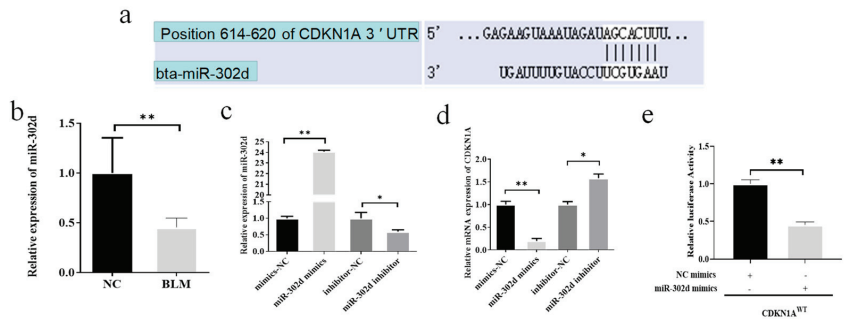 a
Position 614-620 of CDKN1A 3 ' UTR 5' ...GAGAAGUAAAUAGAUAGCACUUU...
bta-miR-302d 3' UGAUUUUGUACCUUCGUGAAU
b
Relative expression of miR-302d
1.5
1.0
0.5
0.0
**
NC BLM
c
Relative expression of miR-302d
25
24
23
22
21
20
1.5
1.0
0.5
0.0
**
*
mimics-NC
miR-302d mimics
inhibitor-NC
miR-302d inhibitor
d
Relative mRNA expression of CDKN1A
2.0
1.5
1.0
0.5
0.0
**
*
mimics-NC
miR-302d mimics
inhibitor-NC
miR-302d inhibitor
e
Relative luciferase Activity
1.5
1.0
0.5
0.0
**
NC mimics + -
miR-302d mimics - +
CDKN1AWT